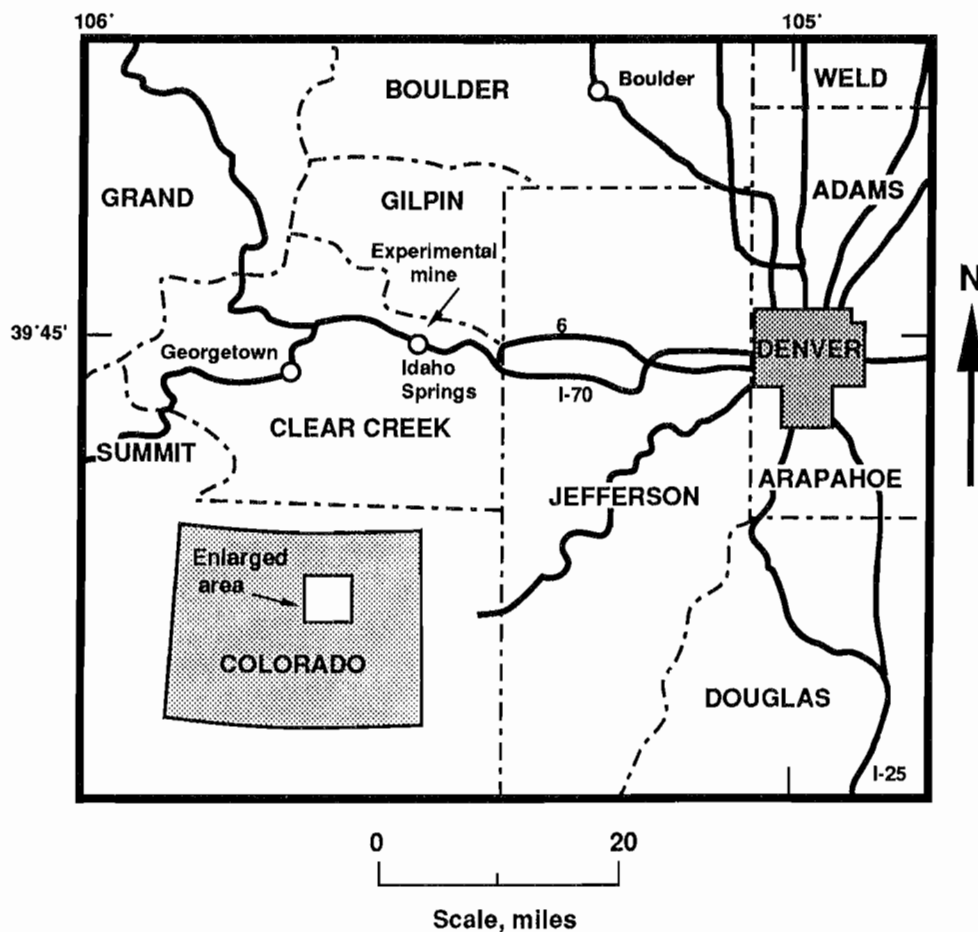 106°
105°
BOULDER
Boulder
WELD
GRAND
GILPIN
ADAMS
Experimental
mine
N
39°45'
Georgetown
6
DENVER
Idaho
Springs
I-70
CLEAR CREEK
SUMMIT
JEFFERSON
ARAPAHOE
Enlarged
area
COLORADO
DOUGLAS
I-25
0
20
Scale, miles